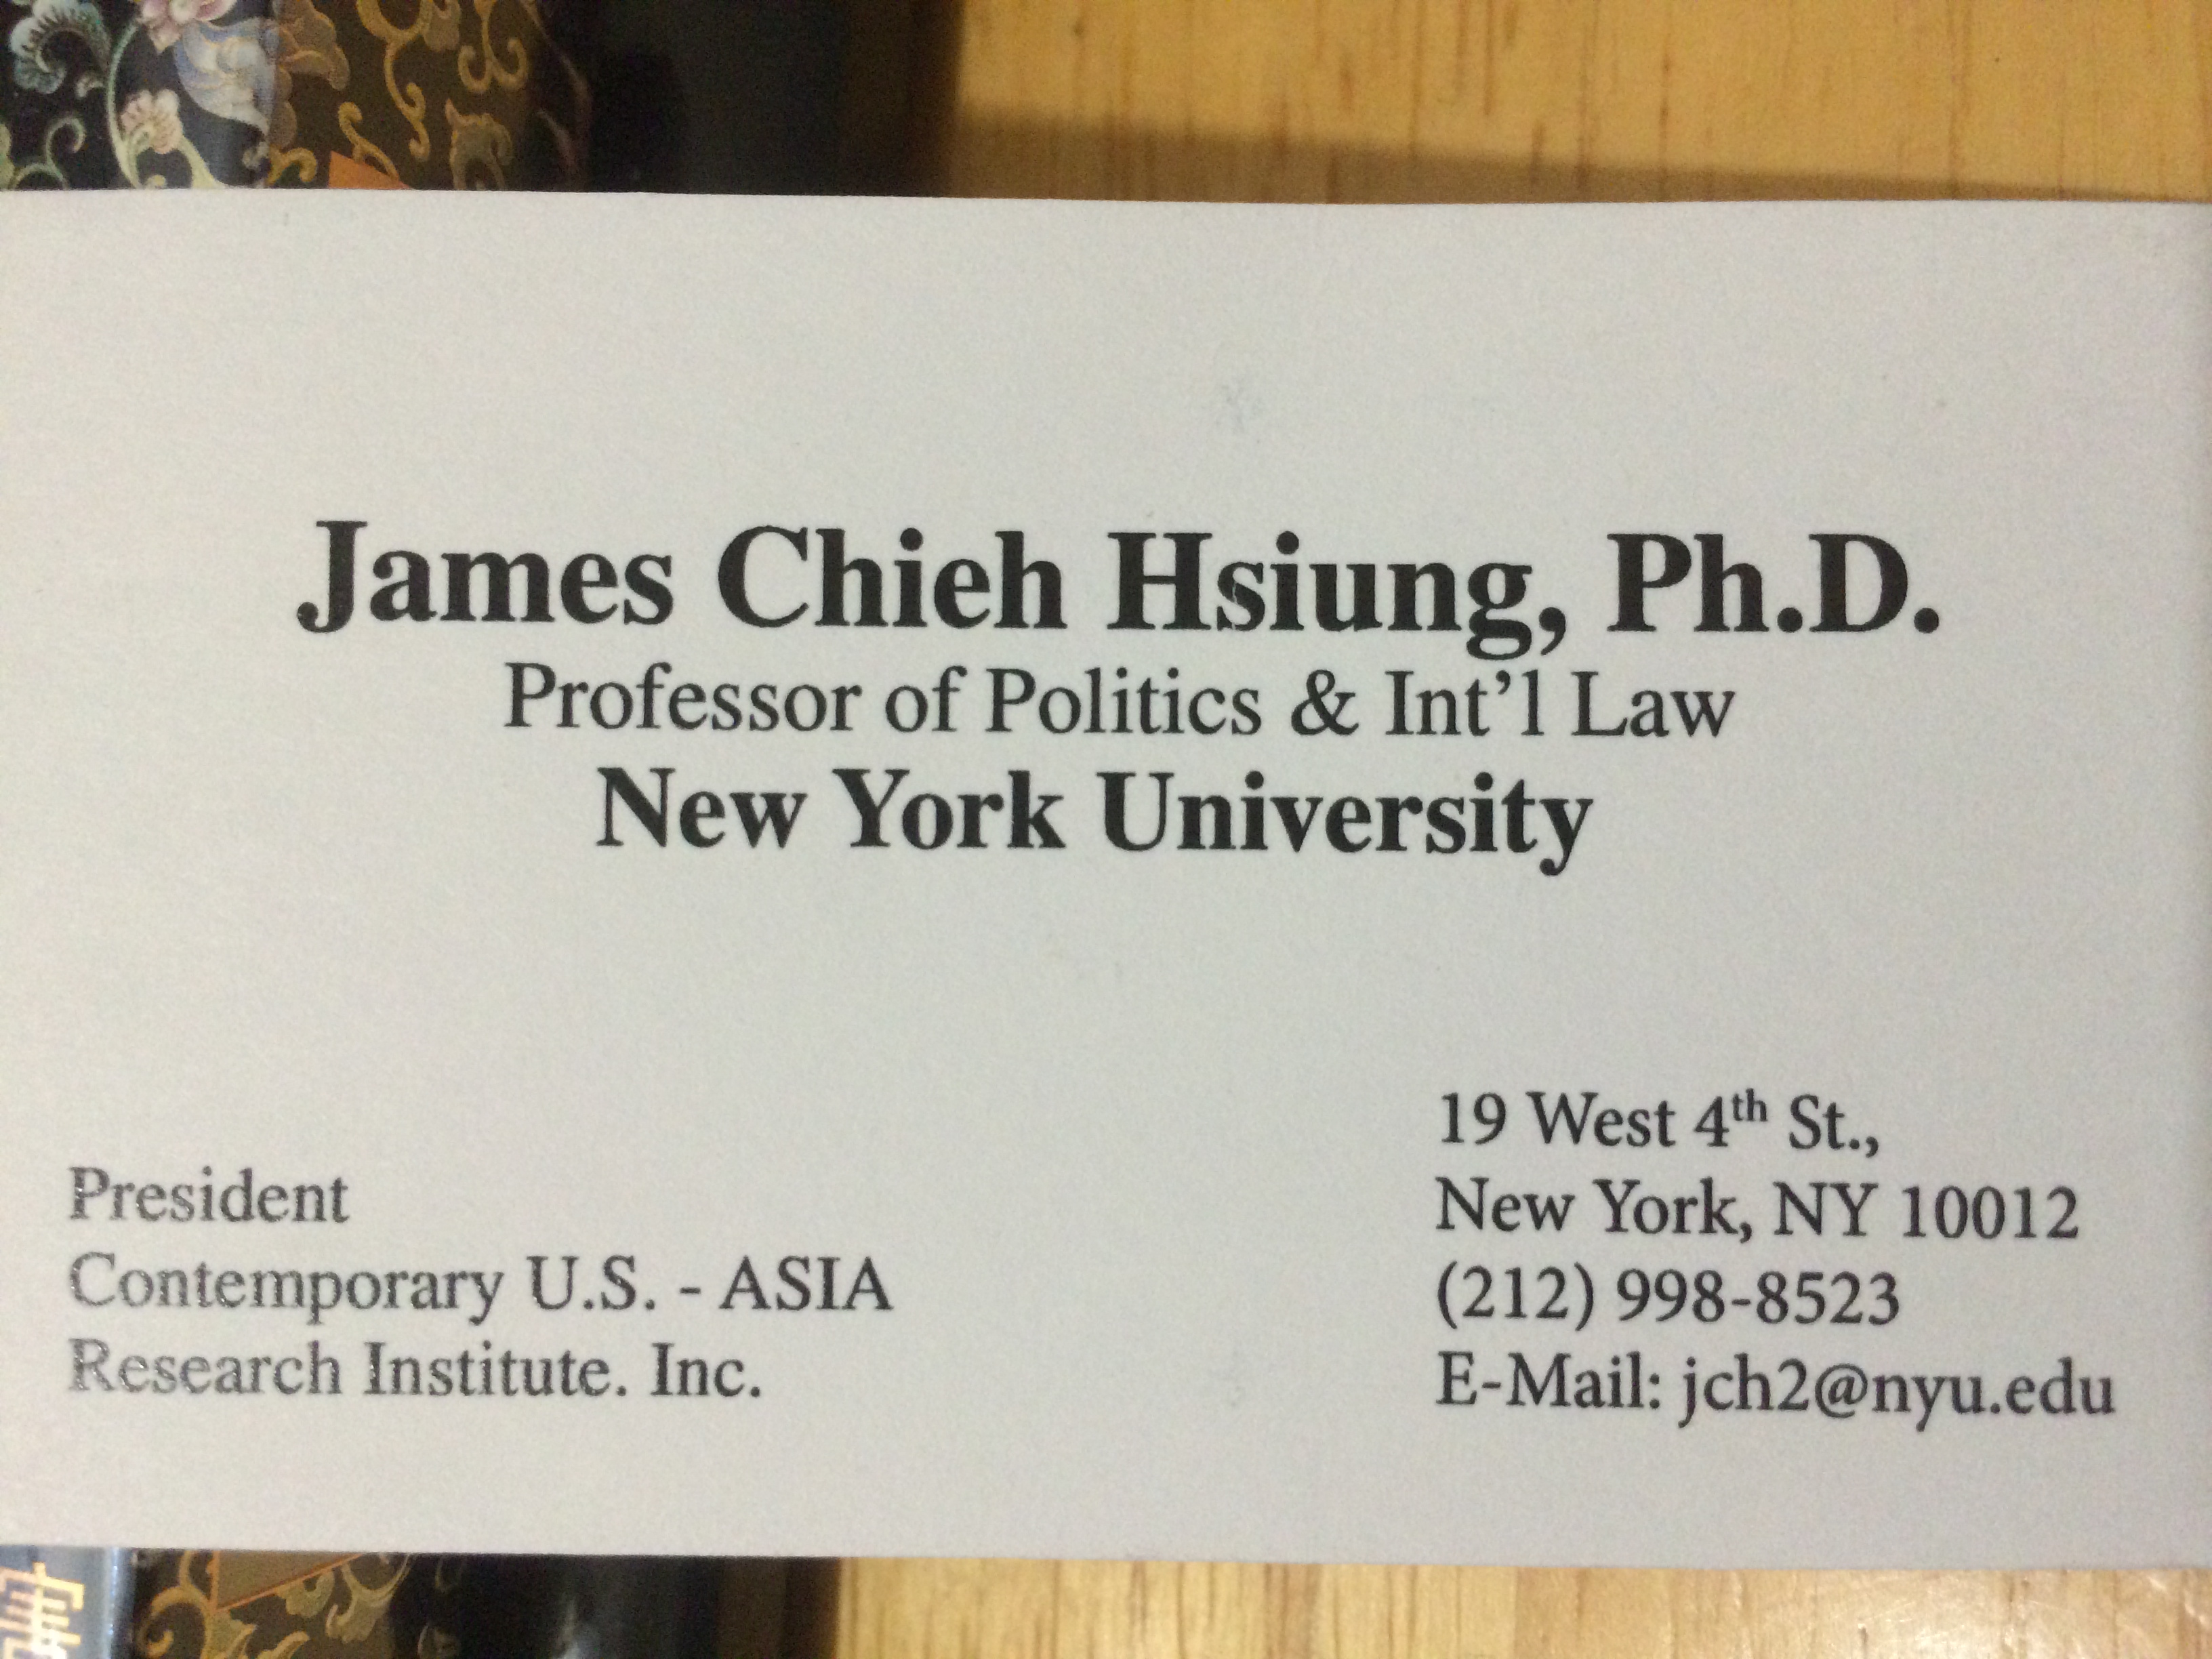 James Chieh Hsiung, Ph.D.
Professor of Politics & Int'l Law
New York University
President
Contemporary U.S. - ASIA
Research Institute. Inc.
19 West 4th St.,
New York, NY 10012
(212) 998-8523
E-Mail: jch2@nyu.edu